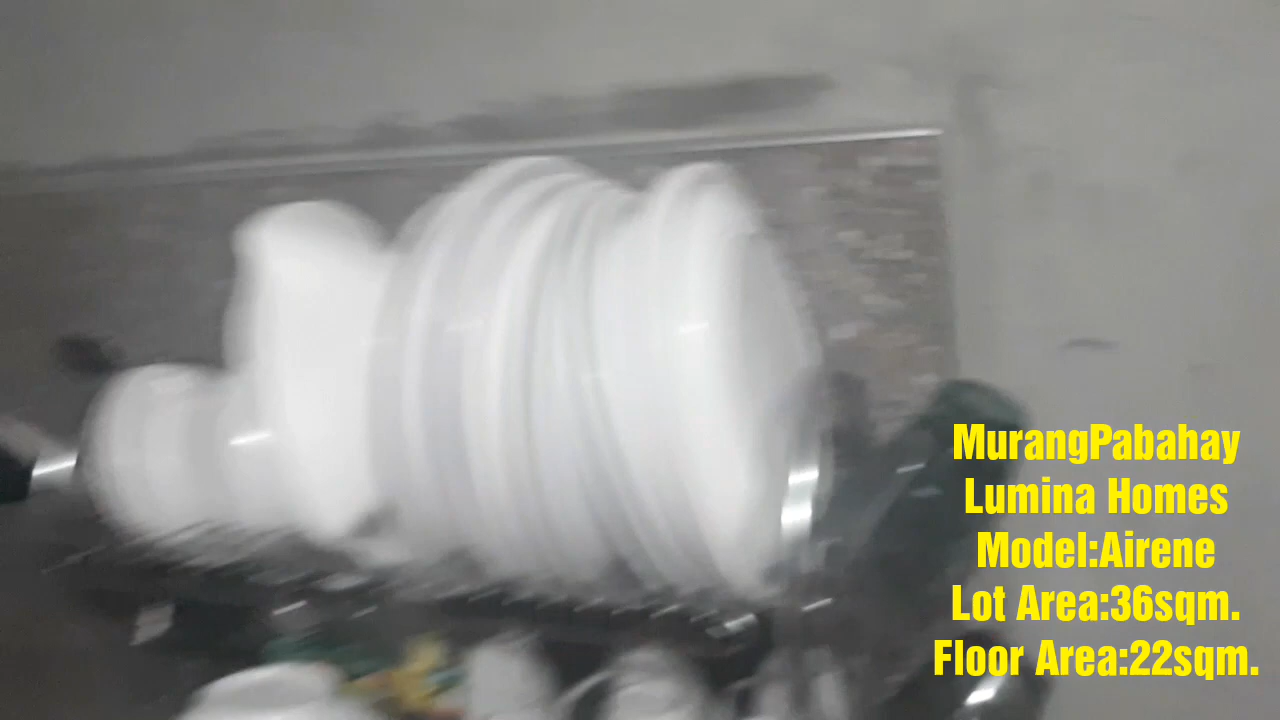 MurangPabahay
Lumina Homes
Model:Airene
Lot Area:36sqm.
Floor Area:22sqm.